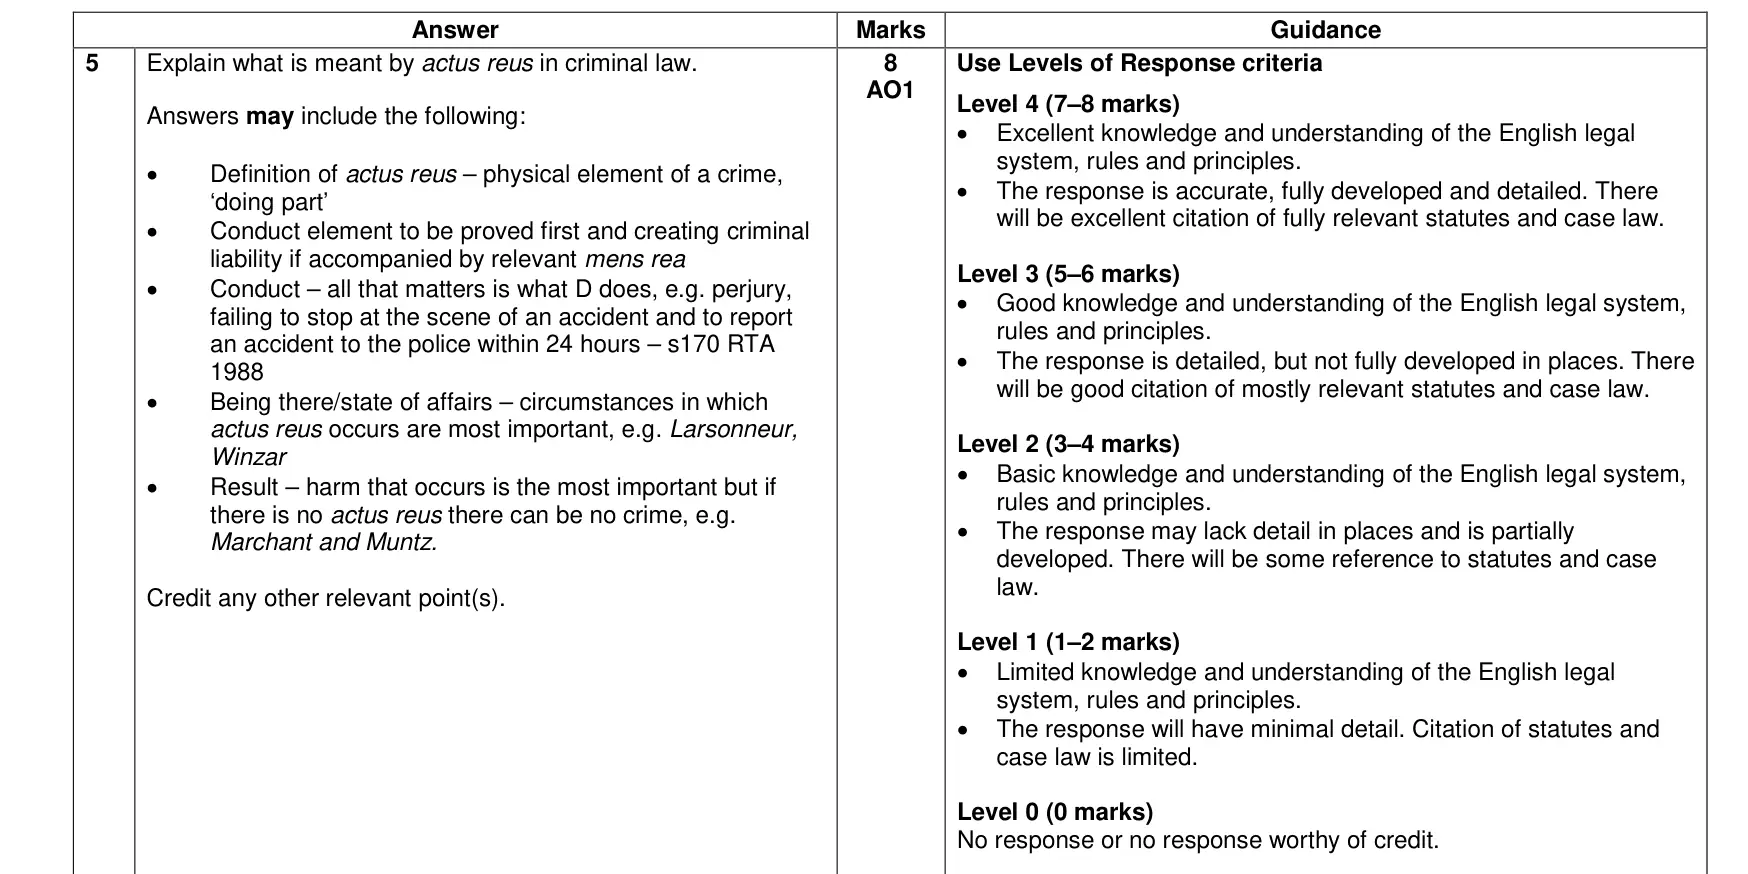 Answer
Marks
Guidance
5
Explain what is meant by actus reus in criminal law.
Answers may include the following:
• Definition of actus reus – physical element of a crime,
‘doing part’
• Conduct element to be proved first and creating criminal
liability if accompanied by relevant mens rea
• Conduct – all that matters is what D does, e.g. perjury,
failing to stop at the scene of an accident and to report
an accident to the police within 24 hours – s170 RTA
1988
• Being there/state of affairs – circumstances in which
actus reus occurs are most important, e.g. Larsonneur,
Winzar
• Result – harm that occurs is the most important but if
there is no actus reus there can be no crime, e.g.
Marchant and Muntz.
Credit any other relevant point(s).
8
AO1
Use Levels of Response criteria
Level 4 (7–8 marks)
• Excellent knowledge and understanding of the English legal
system, rules and principles.
• The response is accurate, fully developed and detailed. There
will be excellent citation of fully relevant statutes and case law.
Level 3 (5–6 marks)
• Good knowledge and understanding of the English legal system,
rules and principles.
• The response is detailed, but not fully developed in places. There
will be good citation of mostly relevant statutes and case law.
Level 2 (3–4 marks)
• Basic knowledge and understanding of the English legal system,
rules and principles.
• The response may lack detail in places and is partially
developed. There will be some reference to statutes and case
law.
Level 1 (1–2 marks)
• Limited knowledge and understanding of the English legal
system, rules and principles.
• The response will have minimal detail. Citation of statutes and
case law is limited.
Level 0 (0 marks)
No response or no response worthy of credit.